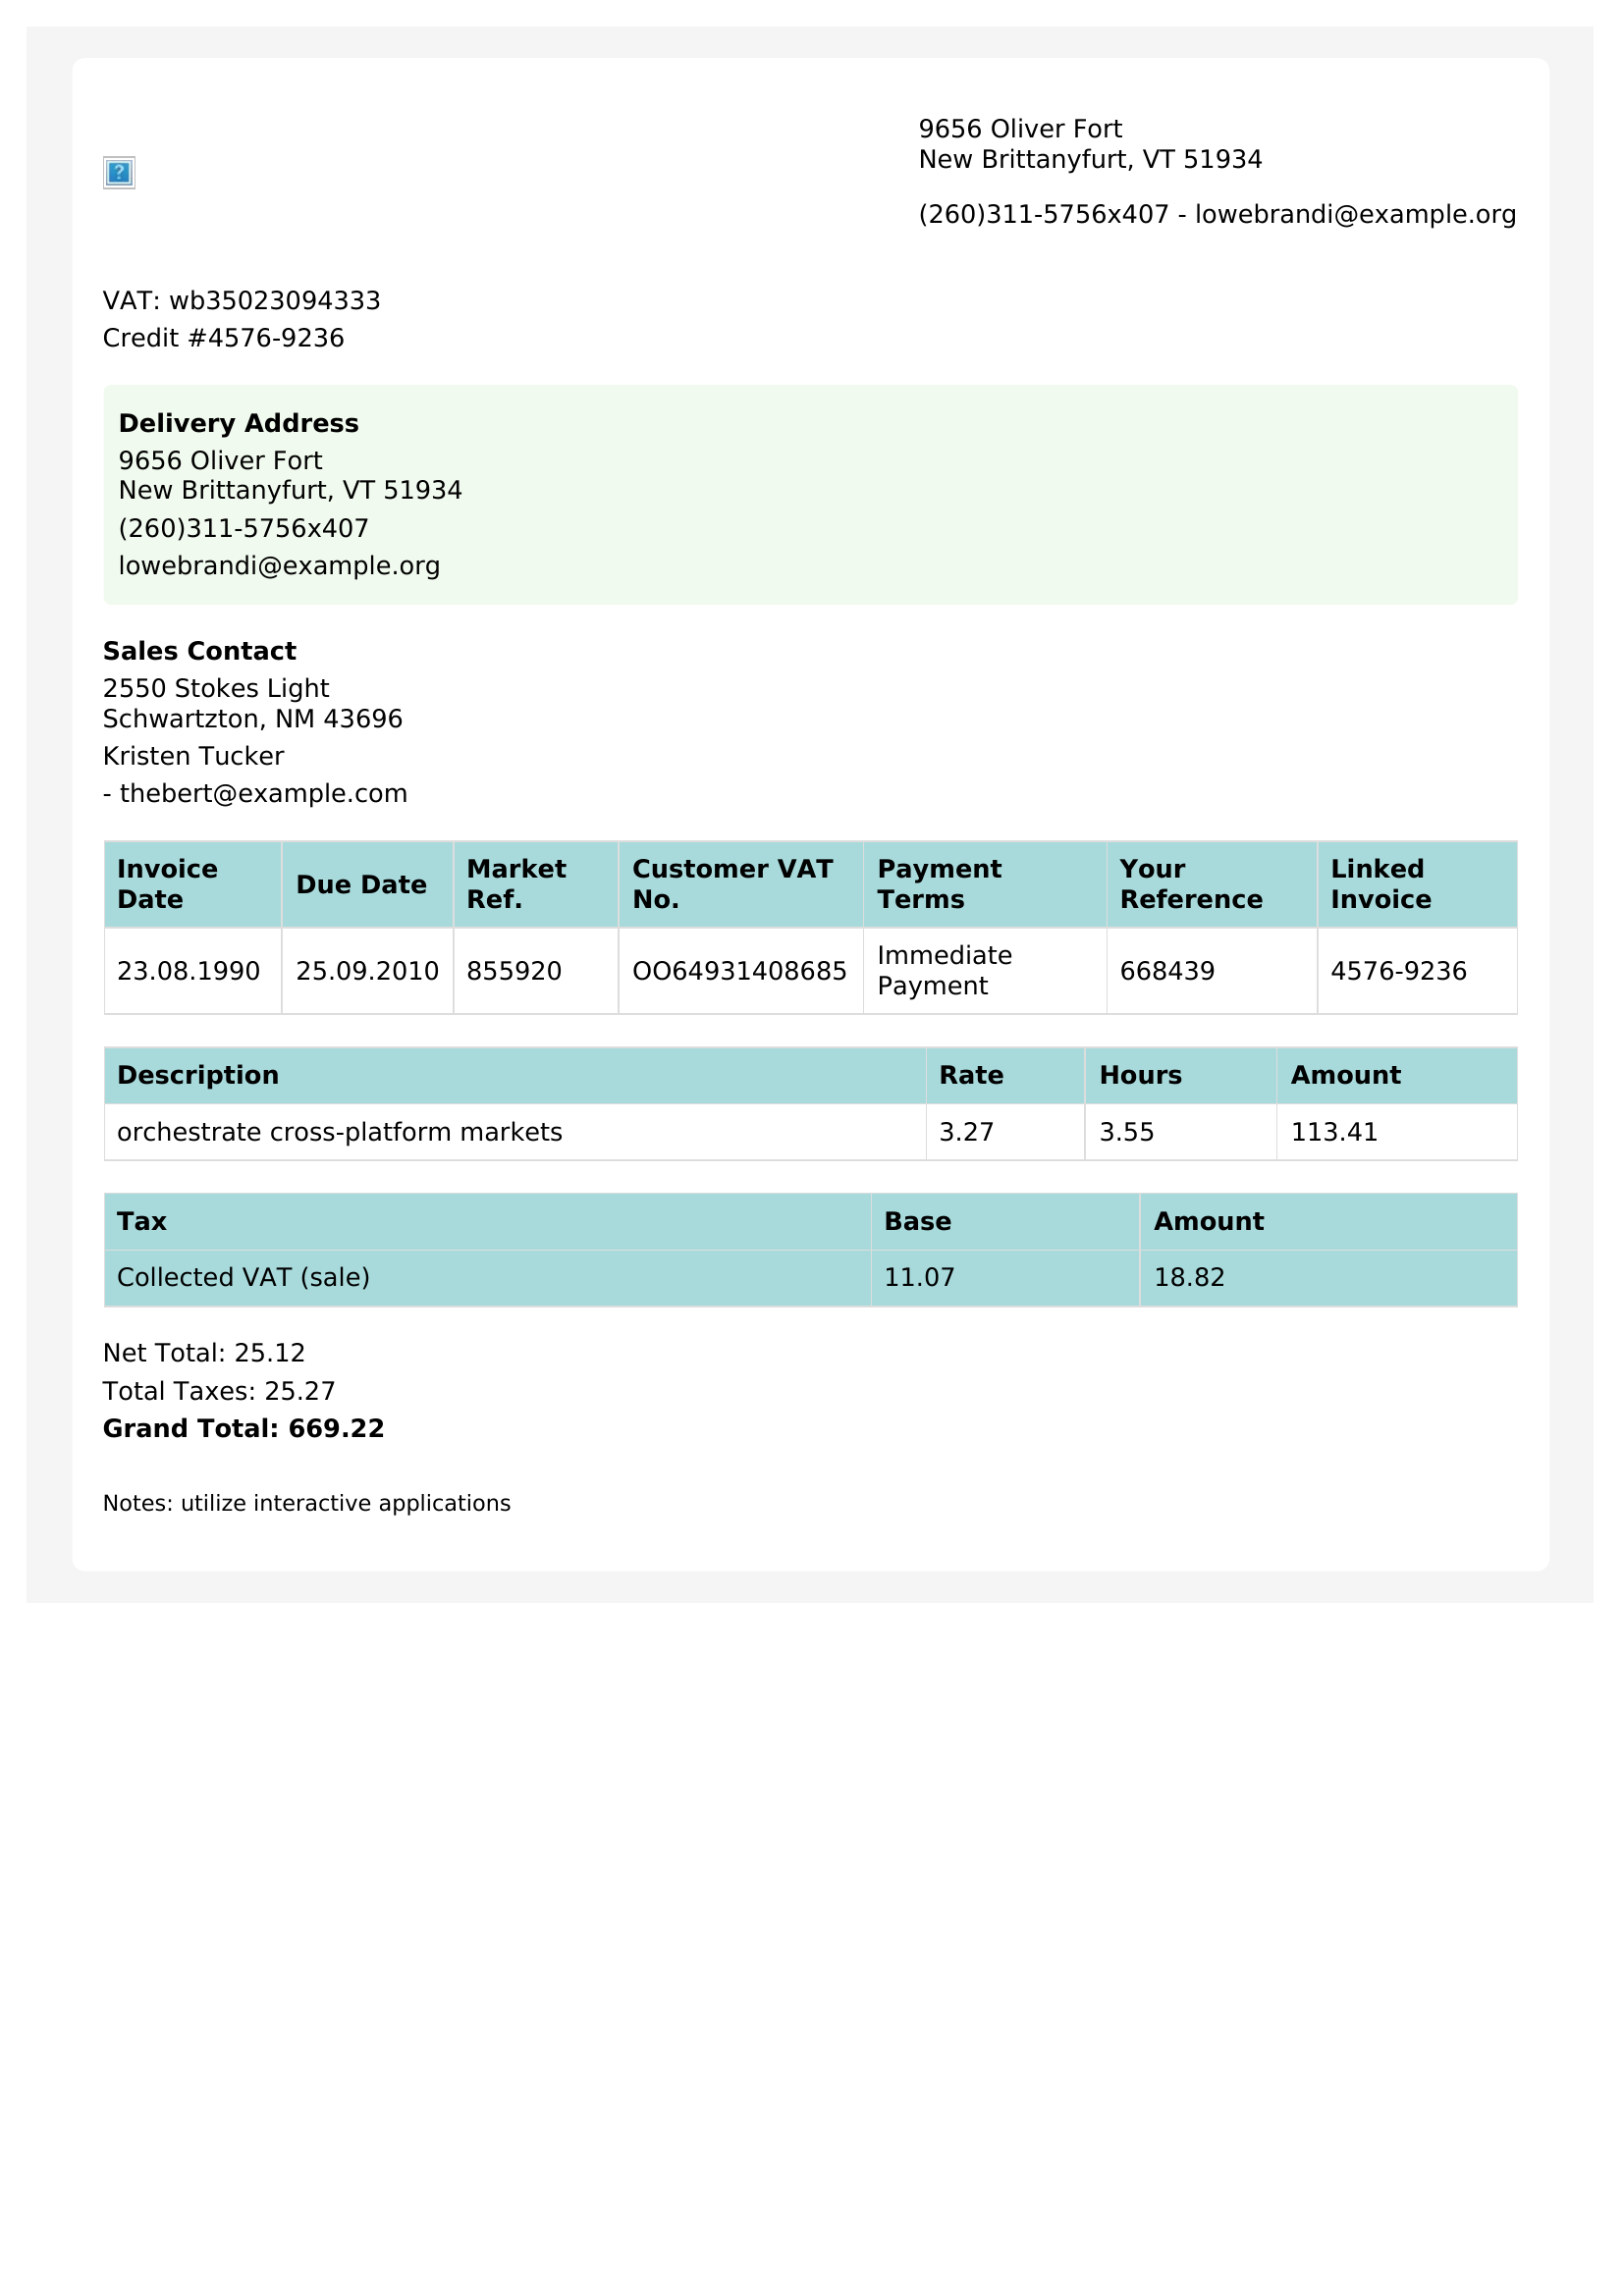 9656 Oliver Fort
New Brittanyfurt, VT 51934
(260)311-5756x407 - lowebrandi@example.org
VAT: wb35023094333
Credit #4576-9236
Delivery Address
9656 Oliver Fort
New Brittanyfurt, VT 51934
(260)311-5756x407
lowebrandi@example.org
Sales Contact
2550 Stokes Light
Schwartzton, NM 43696
Kristen Tucker
- thebert@example.com
Invoice Date Due Date Market Ref. Customer VAT No. Payment Terms Your Reference Linked Invoice
23.08.1990 25.09.2010 855920 OO64931408685 Immediate Payment 668439 4576-9236
Description Rate Hours Amount
orchestrate cross-platform markets 3.27 3.55 113.41
Tax Base Amount
Collected VAT (sale) 11.07 18.82
Net Total: 25.12
Total Taxes: 25.27
Grand Total: 669.22
Notes: utilize interactive applications